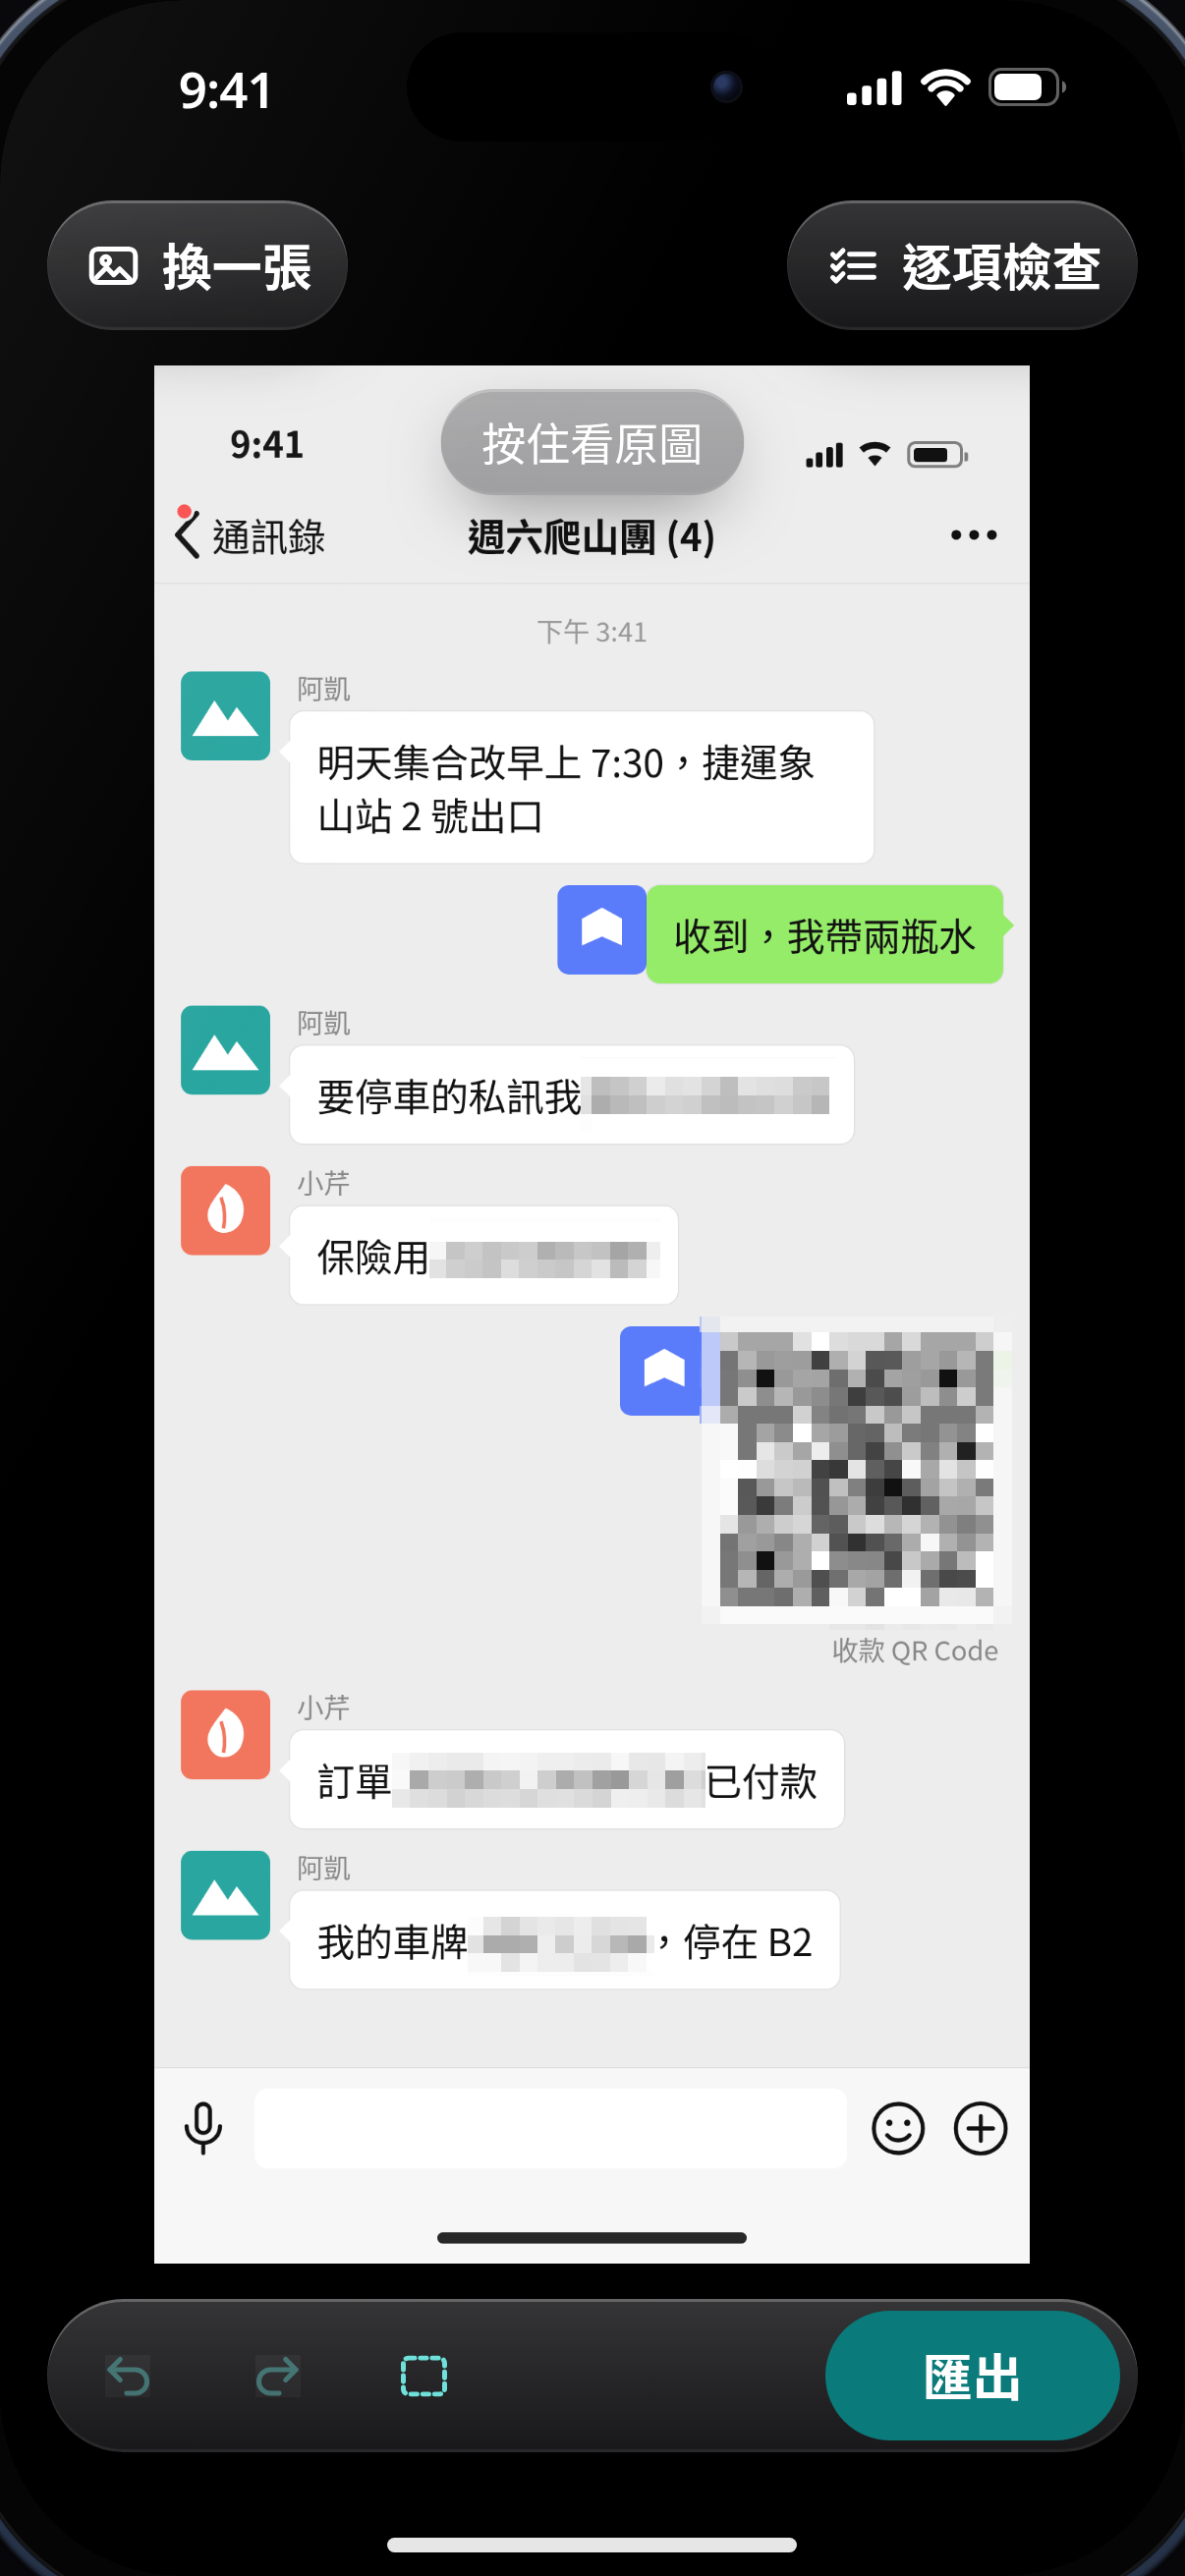 9:41
換一張
逐項檢查
9:41
按住看原圖
通訊錄
週六爬山團 (4)
下午 3:41
阿凱
明天集合改早上 7:30，捷運象
山站 2 號出口
收到，我帶兩瓶水
阿凱
要停車的私訊我
小芹
保險用
收款 QR Code
小芹
訂單 已付款
阿凱
我的車牌 ，停在 B2
匯出